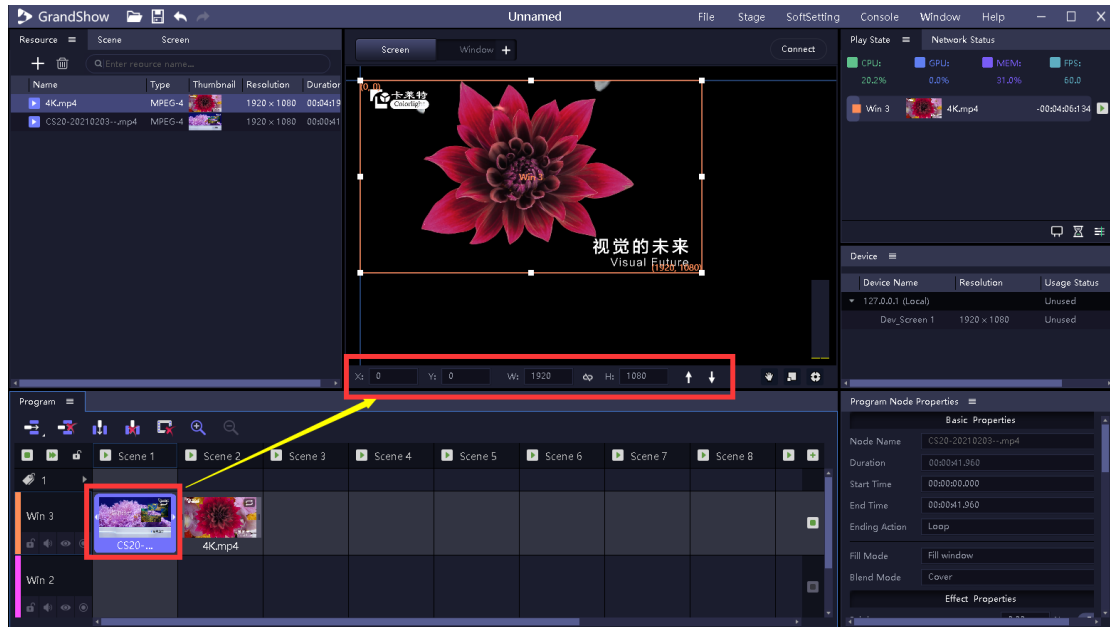 GrandShow
Unnamed
File Stage SoftSetting Console Window Help
Resource Scene Screen
Enter resource name...
Name Type Thumbnail Resolution Duration
4K.mp4 MPEG-4 1920 × 1080 00:04:19
CS20-20210203--.mp4 MPEG-4 1920 × 1080 00:00:41
Screen Window + Connect
(0, 0)
卡莱特
Colorlight
Win 3
视觉的未来
Visual Future
(1920, 1080)
X: 0 Y: 0 W: 1920 H: 1080
Play State Network Status
CPU: GPU: MEM: FPS:
20.2% 0.0% 31.0% 60.0
Win 3 4K.mp4 -00:04:06:134
Device
Device Name Resolution Usage Status
127.0.0.1 (Local) Unused
Dev_Screen 1 1920 × 1080 Unused
Program
Scene 1 Scene 2 Scene 3 Scene 4 Scene 5 Scene 6 Scene 7 Scene 8
1
Win 3
CS20-... 4K.mp4
Win 2
Program Node Properties
Basic Properties
Node Name CS20-20210203--.mp4
Duration 00:00:41.960
Start Time 00:00:00.000
End Time 00:00:41.960
Ending Action Loop
Fill Mode Fill window
Blend Mode Cover
Effect Properties